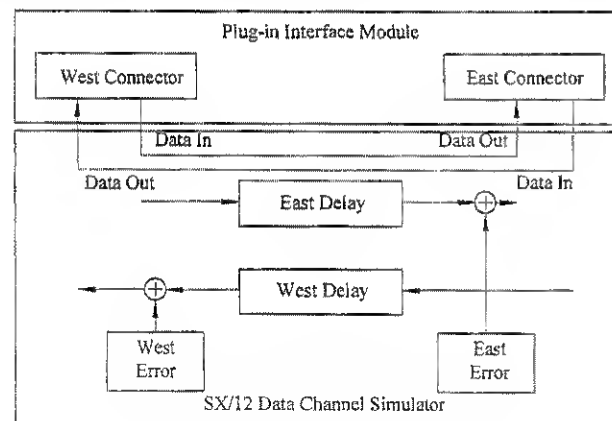 Plug-in Interface Module
West Connector
East Connector
Data In
Data Out
Data Out
Data In
East Delay
West Delay
West
Error
East
Error
SX/12 Data Channel Simulator